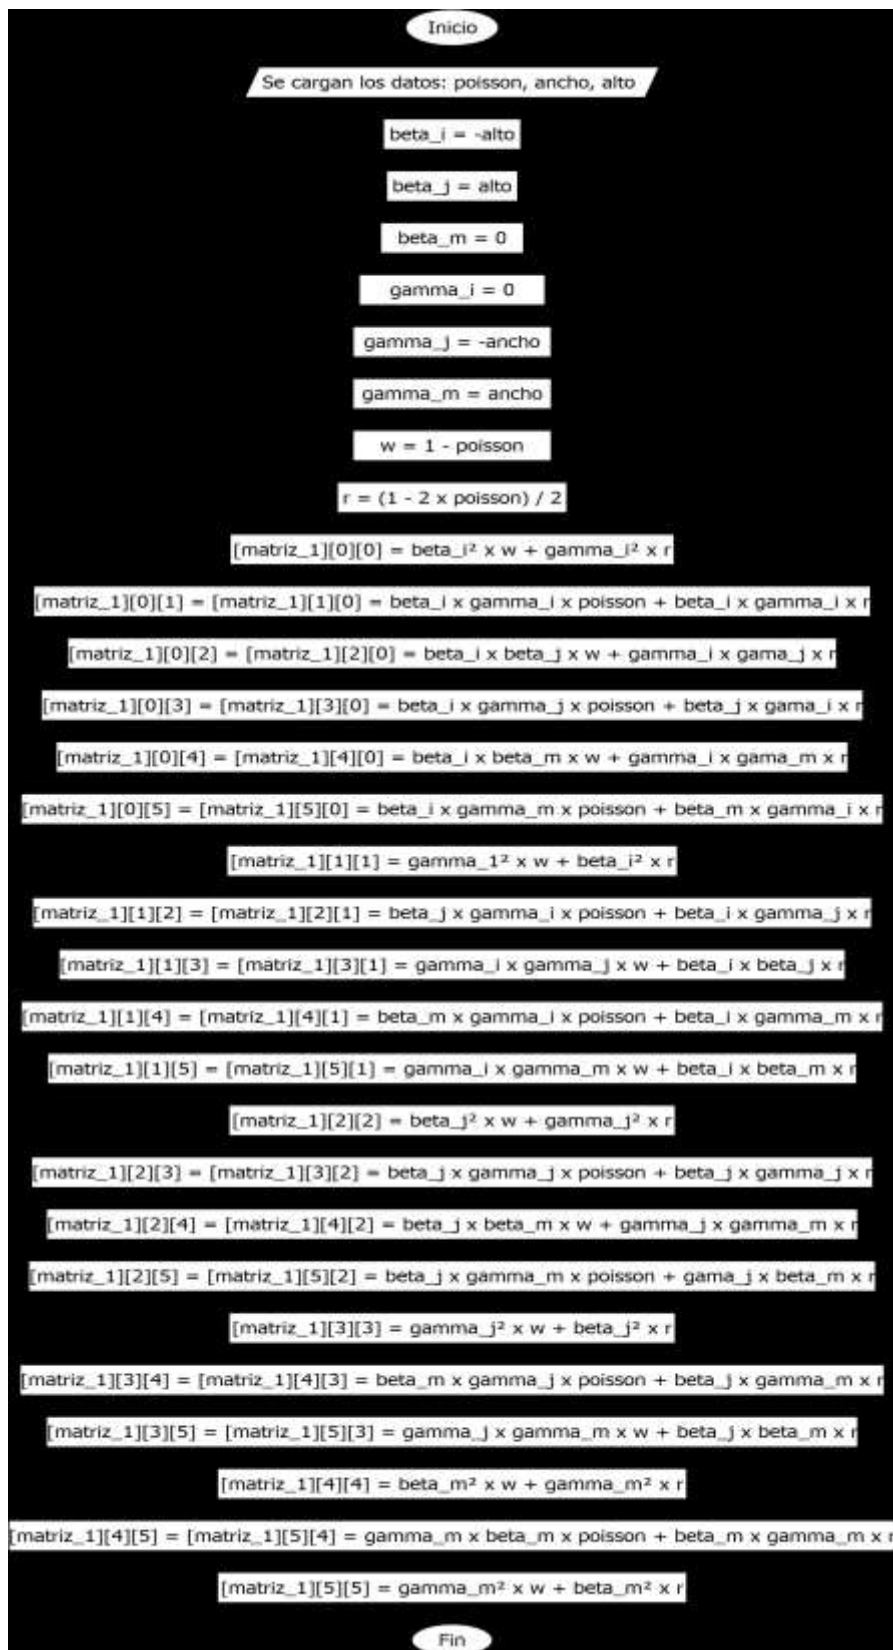 Inicio
Se cargan los datos: poisson, ancho, alto
beta_i = -alto
beta_j = alto
beta_m = 0
gamma_i = 0
gamma_j = -ancho
gamma_m = ancho
w = 1 - poisson
r = (1 - 2 x poisson) / 2
[matriz_1][0][0] = beta_i² x w + gamma_i² x r
[matriz_1][0][1] = [matriz_1][1][0] = beta_i x gamma_i x poisson + beta_i x gamma_i x r
[matriz_1][0][2] = [matriz_1][2][0] = beta_i x beta_j x w + gamma_i x gama_j x r
[matriz_1][0][3] = [matriz_1][3][0] = beta_i x gamma_j x poisson + beta_j x gama_i x r
[matriz_1][0][4] = [matriz_1][4][0] = beta_i x beta_m x w + gamma_i x gama_m x r
[matriz_1][0][5] = [matriz_1][5][0] = beta_i x gamma_m x poisson + beta_m x gamma_i x r
[matriz_1][1][1] = gamma_1² x w + beta_i² x r
[matriz_1][1][2] = [matriz_1][2][1] = beta_j x gamma_i x poisson + beta_i x gamma_j x r
[matriz_1][1][3] = [matriz_1][3][1] = gamma_i x gamma_j x w + beta_i x beta_j x r
[matriz_1][1][4] = [matriz_1][4][1] = beta_m x gamma_i x poisson + beta_i x gamma_m x r
[matriz_1][1][5] = [matriz_1][5][1] = gamma_i x gamma_m x w + beta_i x beta_m x r
[matriz_1][2][2] = beta_j² x w + gamma_j² x r
[matriz_1][2][3] = [matriz_1][3][2] = beta_j x gamma_j x poisson + beta_j x gamma_j x r
[matriz_1][2][4] = [matriz_1][4][2] = beta_j x beta_m x w + gamma_j x gamma_m x r
[matriz_1][2][5] = [matriz_1][5][2] = beta_j x gamma_m x poisson + gama_j x beta_m x r
[matriz_1][3][3] = gamma_j² x w + beta_j² x r
[matriz_1][3][4] = [matriz_1][4][3] = beta_m x gamma_j x poisson + beta_j x gamma_m x r
[matriz_1][3][5] = [matriz_1][5][3] = gamma_j x gamma_m x w + beta_j x beta_m x r
[matriz_1][4][4] = beta_m² x w + gamma_m² x r
[matriz_1][4][5] = [matriz_1][5][4] = gamma_m x beta_m x poisson + beta_m x gamma_m x r
[matriz_1][5][5] = gamma_m² x w + beta_m² x r
Fin